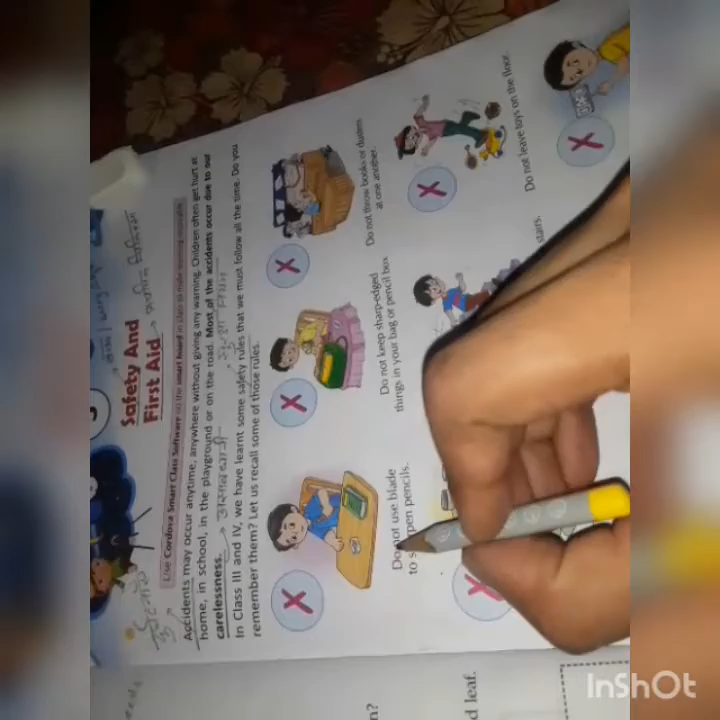 Safety And
First Aid
Use Cordova Smart Class Software on the smart board in class to make learning enjoyable.
Accidents may occur anytime, anywhere without giving any warning. Children often get hurt at
home, in school, in the playground or on the road. Most of the accidents occur due to our
carelessness.
In Class III and IV, we have learnt some safety rules that we must follow all the time. Do you
remember them? Let us recall some of those rules.
Do not use blade
to pen pencils.
Do not keep sharp-edged
things in your bag or pencil box.
Do not throw books or dusters
at one another.
stairs.
Do not leave toys on the floor.
d leaf.
InShOt